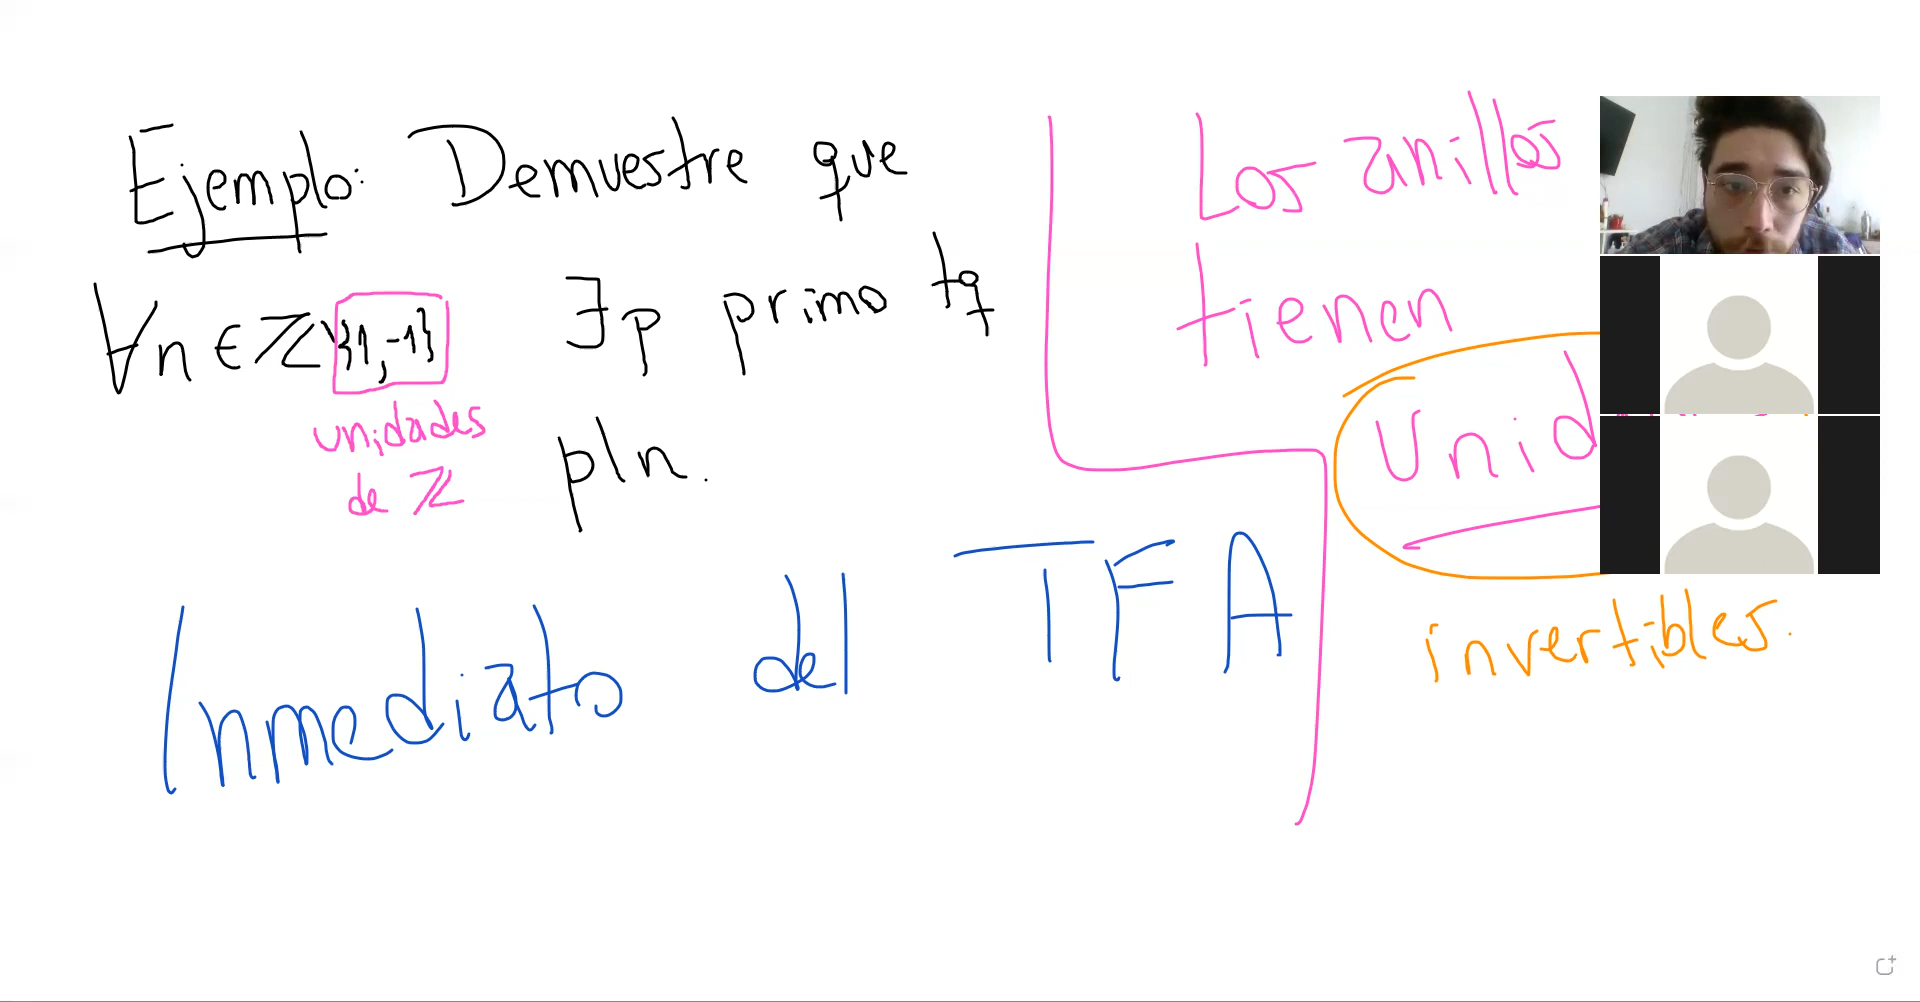 Ejemplo: Demuestre que
∀n ∈ ℤ\{1,-1} ∃p primo tq
unidades
de ℤ
p|n.
Inmediato del TFA
Los anillos
tienen
Unid
invertibles.